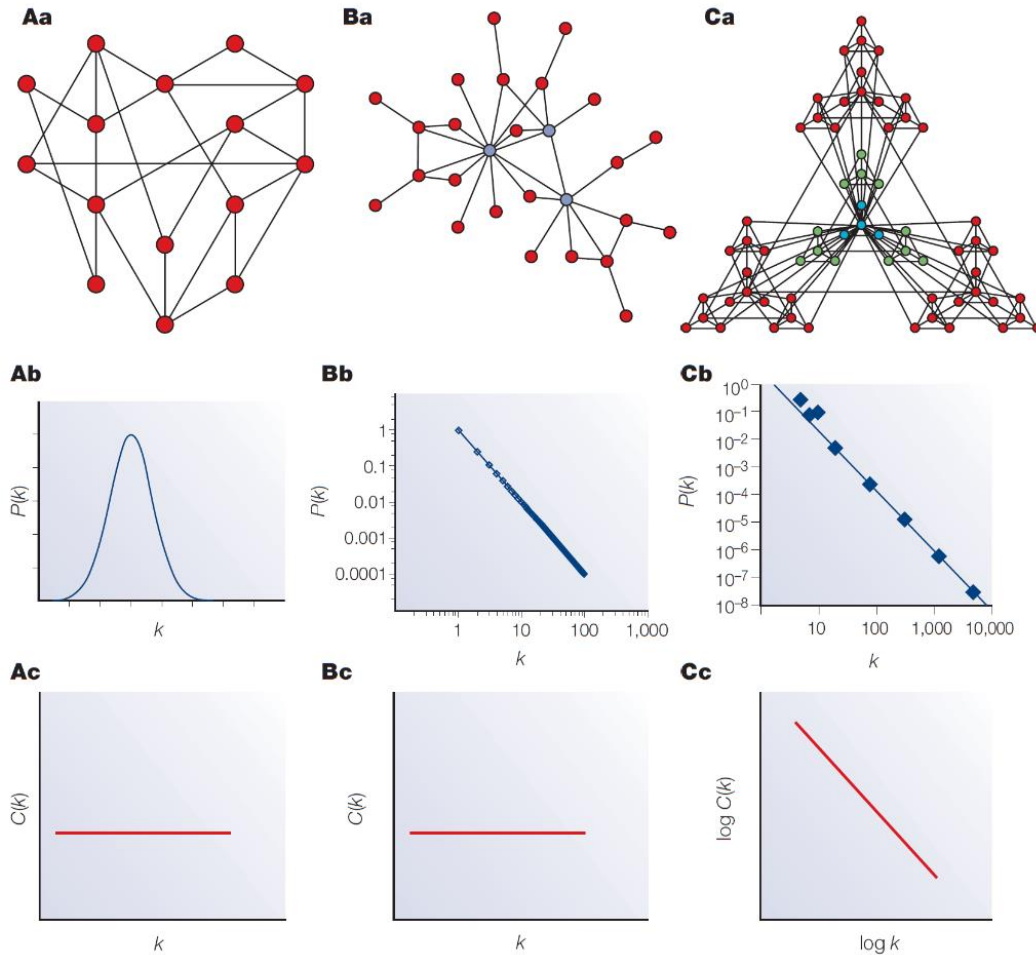 Aa
Ba
Ca
Ab
P(k)
k
Bb
1
0.1
0.01
0.001
0.0001
P(k)
1 10 100 1,000
k
Cb
10⁰
10⁻¹
10⁻²
10⁻³
10⁻⁴
10⁻⁵
10⁻⁶
10⁻⁷
10⁻⁸
P(k)
10 100 1,000 10,000
k
Ac
C(k)
k
Bc
C(k)
k
Cc
log C(k)
log k